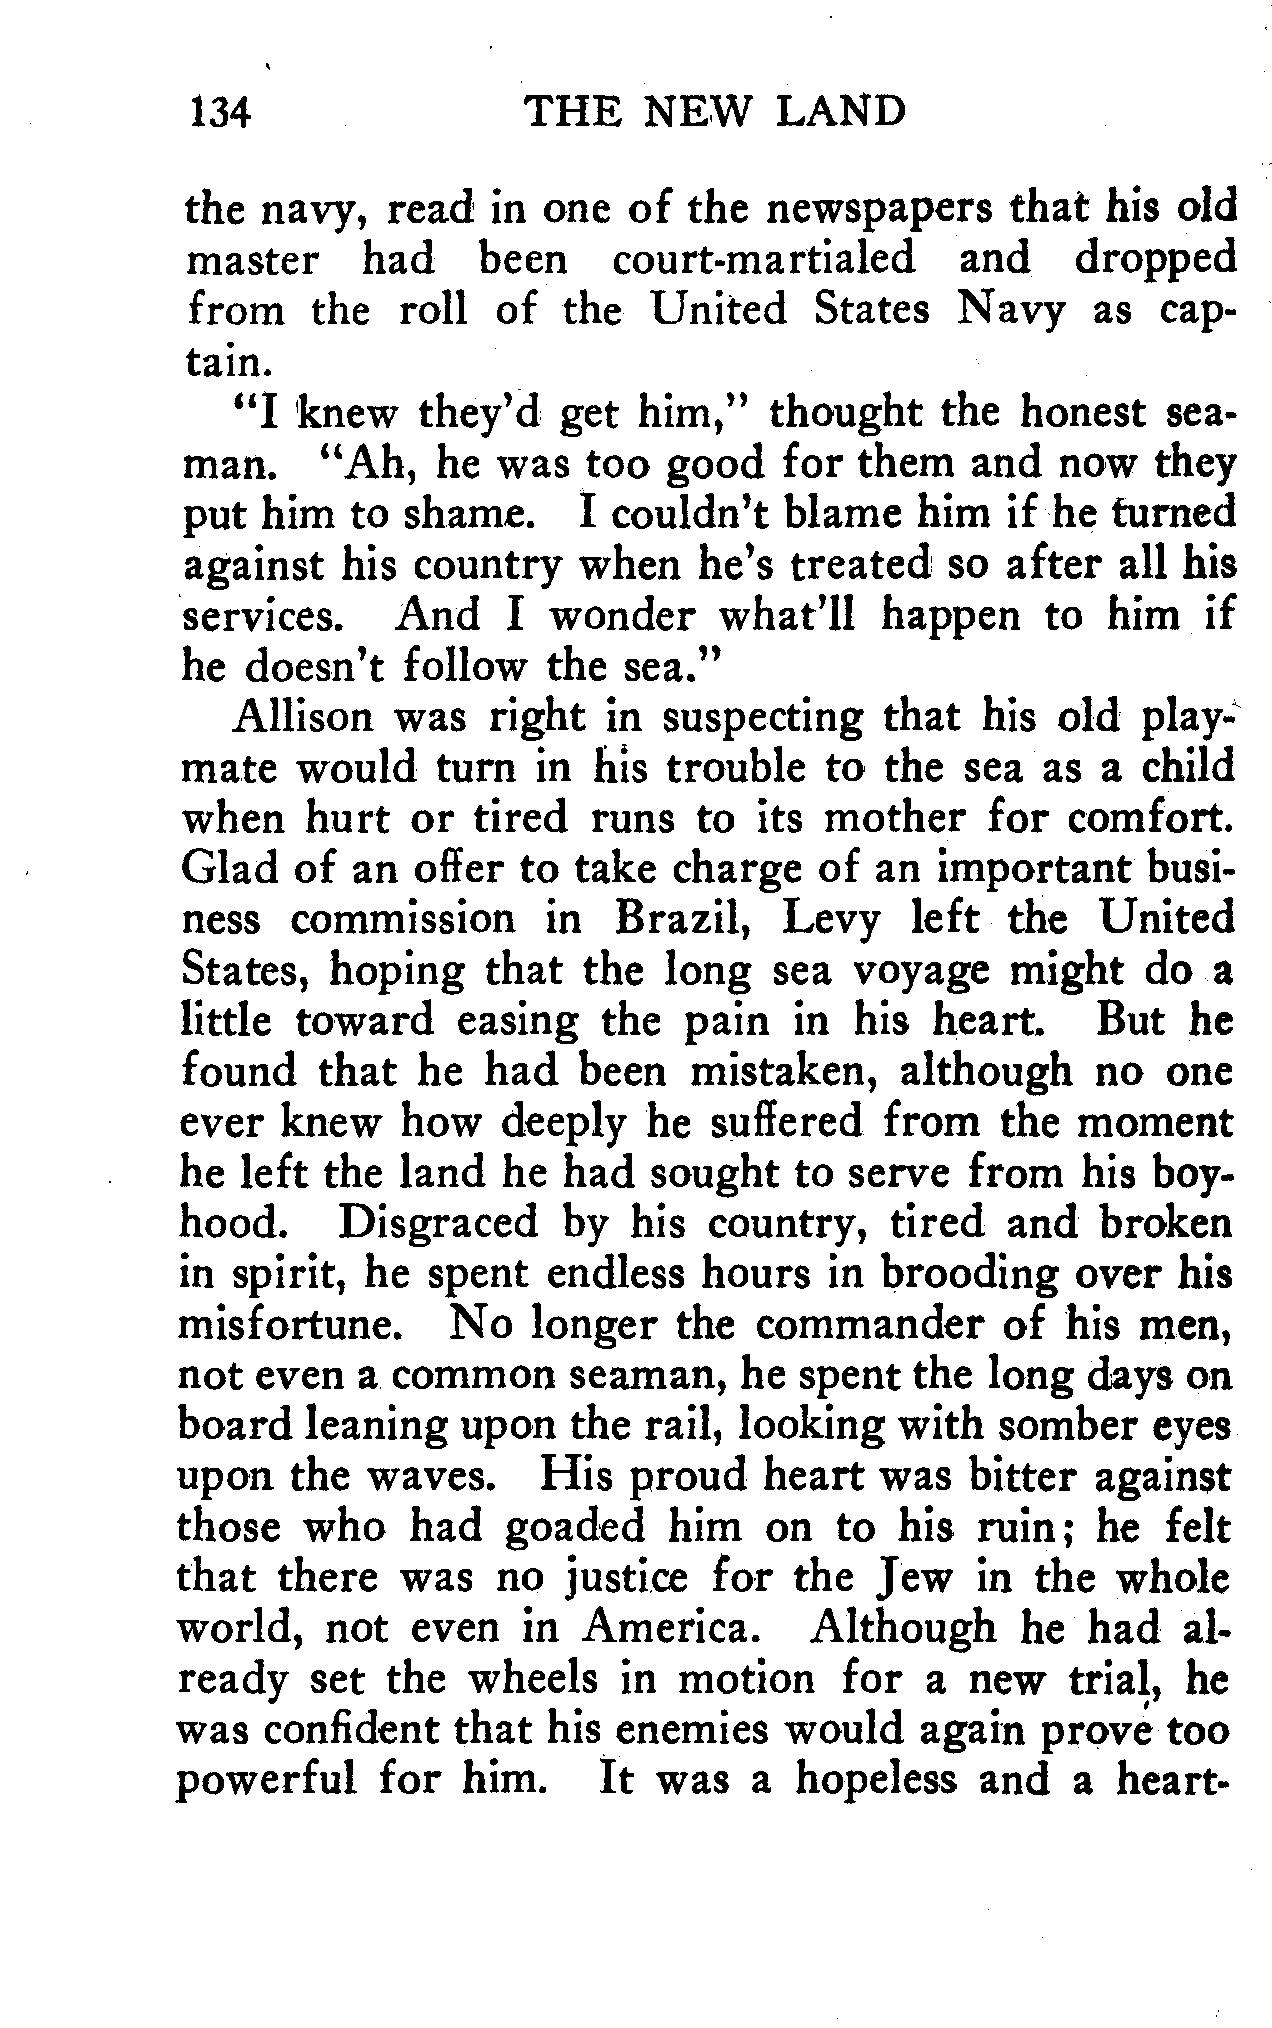 134 THE NEW LAND
the navy, read in one of the newspapers that his old
master had been court-martialed and dropped
from the roll of the United States Navy as cap-
tain.
"I knew they'd get him," thought the honest sea-
man. "Ah, he was too good for them and now they
put him to shame. I couldn't blame him if he turned
against his country when he's treated so after all his
services. And I wonder what'll happen to him if
he doesn't follow the sea."
Allison was right in suspecting that his old play-
mate would turn in his trouble to the sea as a child
when hurt or tired runs to its mother for comfort.
Glad of an offer to take charge of an important busi-
ness commission in Brazil, Levy left the United
States, hoping that the long sea voyage might do a
little toward easing the pain in his heart. But he
found that he had been mistaken, although no one
ever knew how deeply he suffered from the moment
he left the land he had sought to serve from his boy-
hood. Disgraced by his country, tired and broken
in spirit, he spent endless hours in brooding over his
misfortune. No longer the commander of his men,
not even a common seaman, he spent the long days on
board leaning upon the rail, looking with somber eyes
upon the waves. His proud heart was bitter against
those who had goaded him on to his ruin; he felt
that there was no justice for the Jew in the whole
world, not even in America. Although he had al-
ready set the wheels in motion for a new trial, he
was confident that his enemies would again prove too
powerful for him. It was a hopeless and a heart-